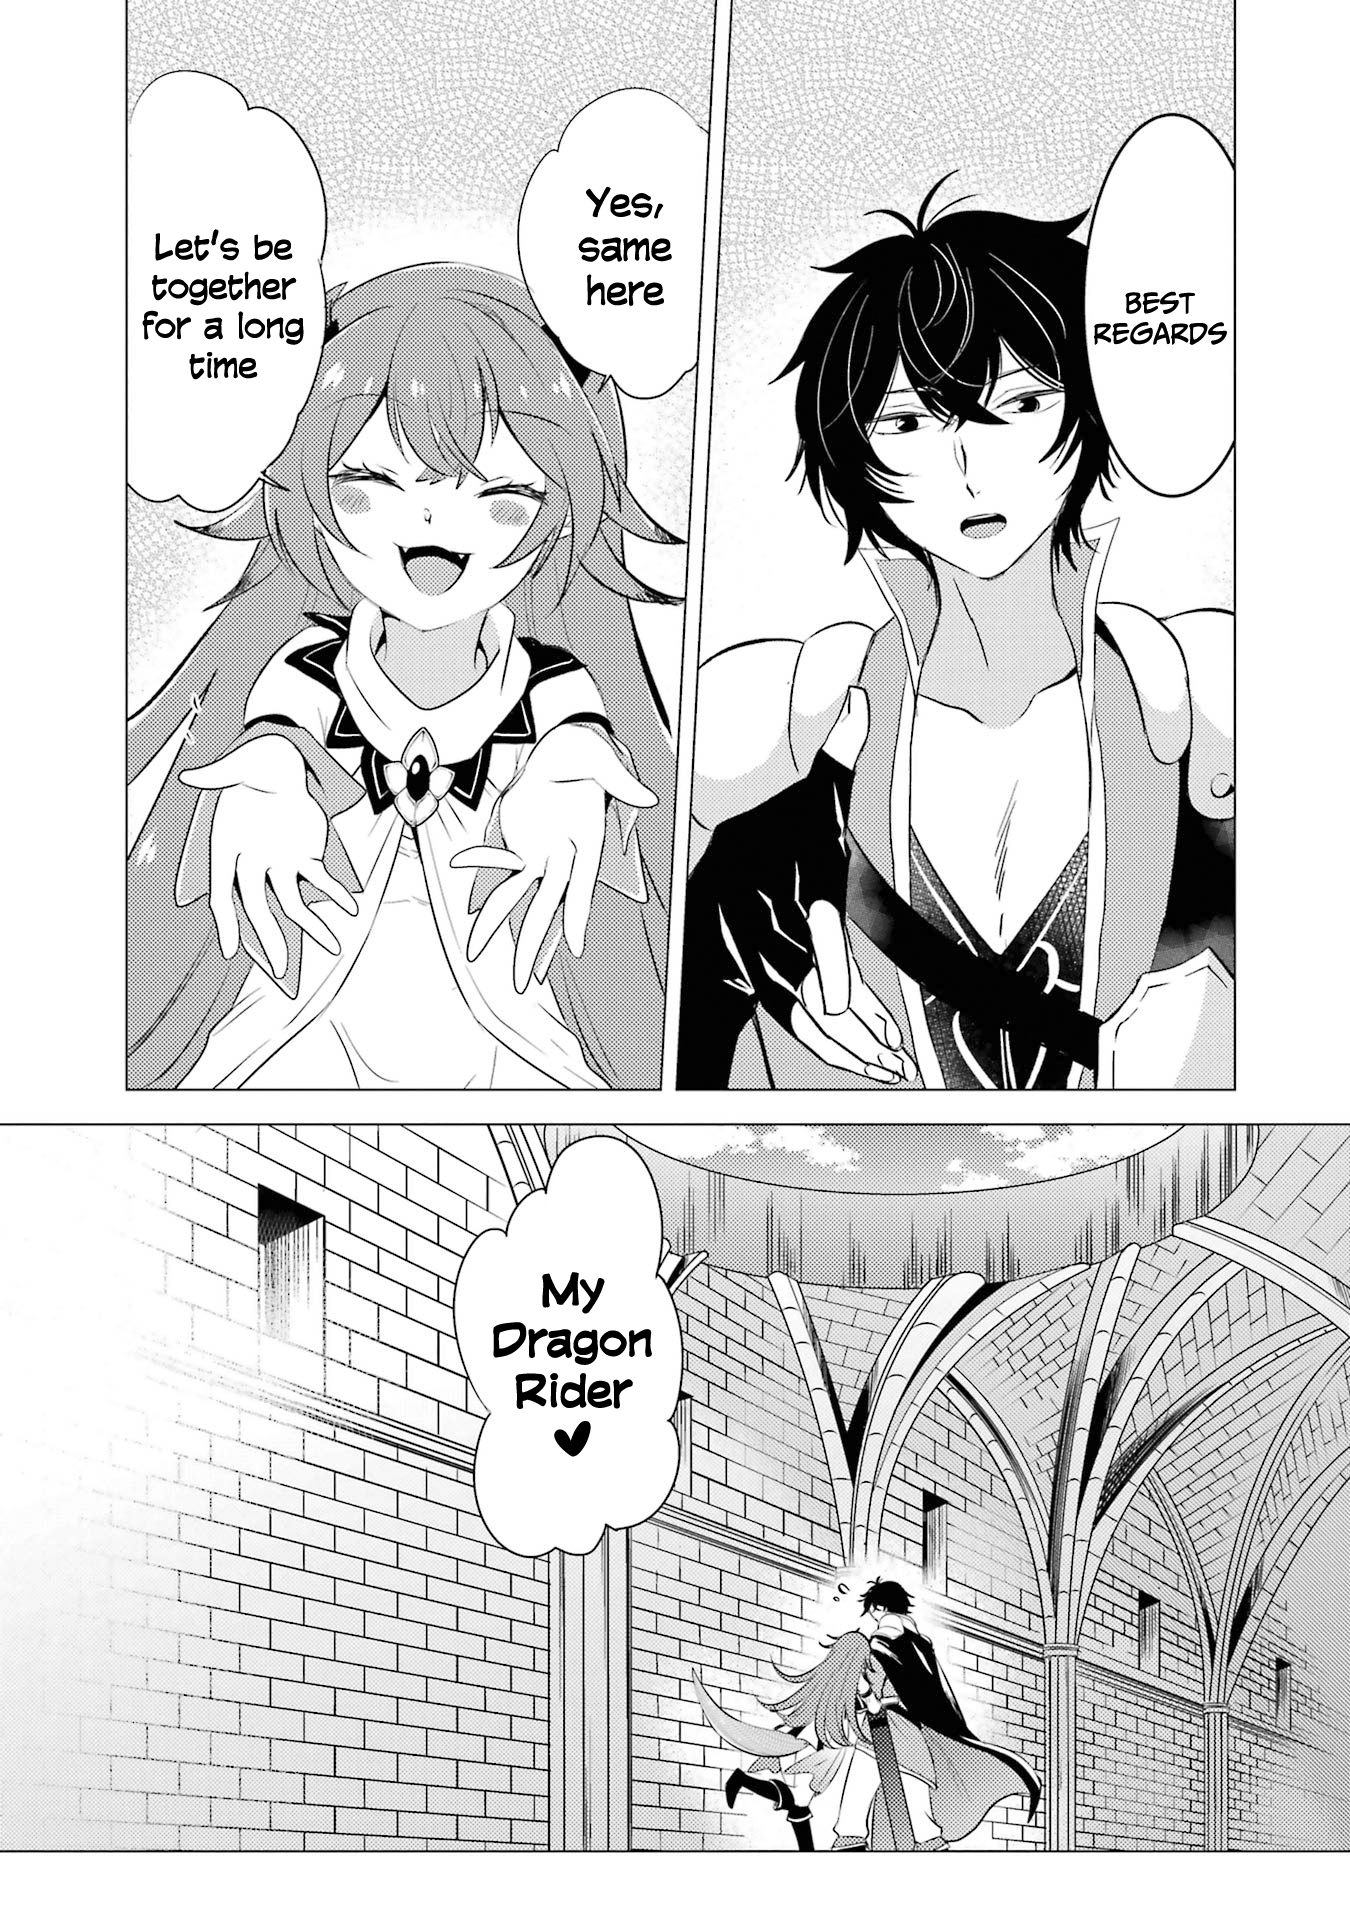 BEST
REGARDS
Yes,
same
here
Let's be
together
for a long
time
My
Dragon
Rider
♥